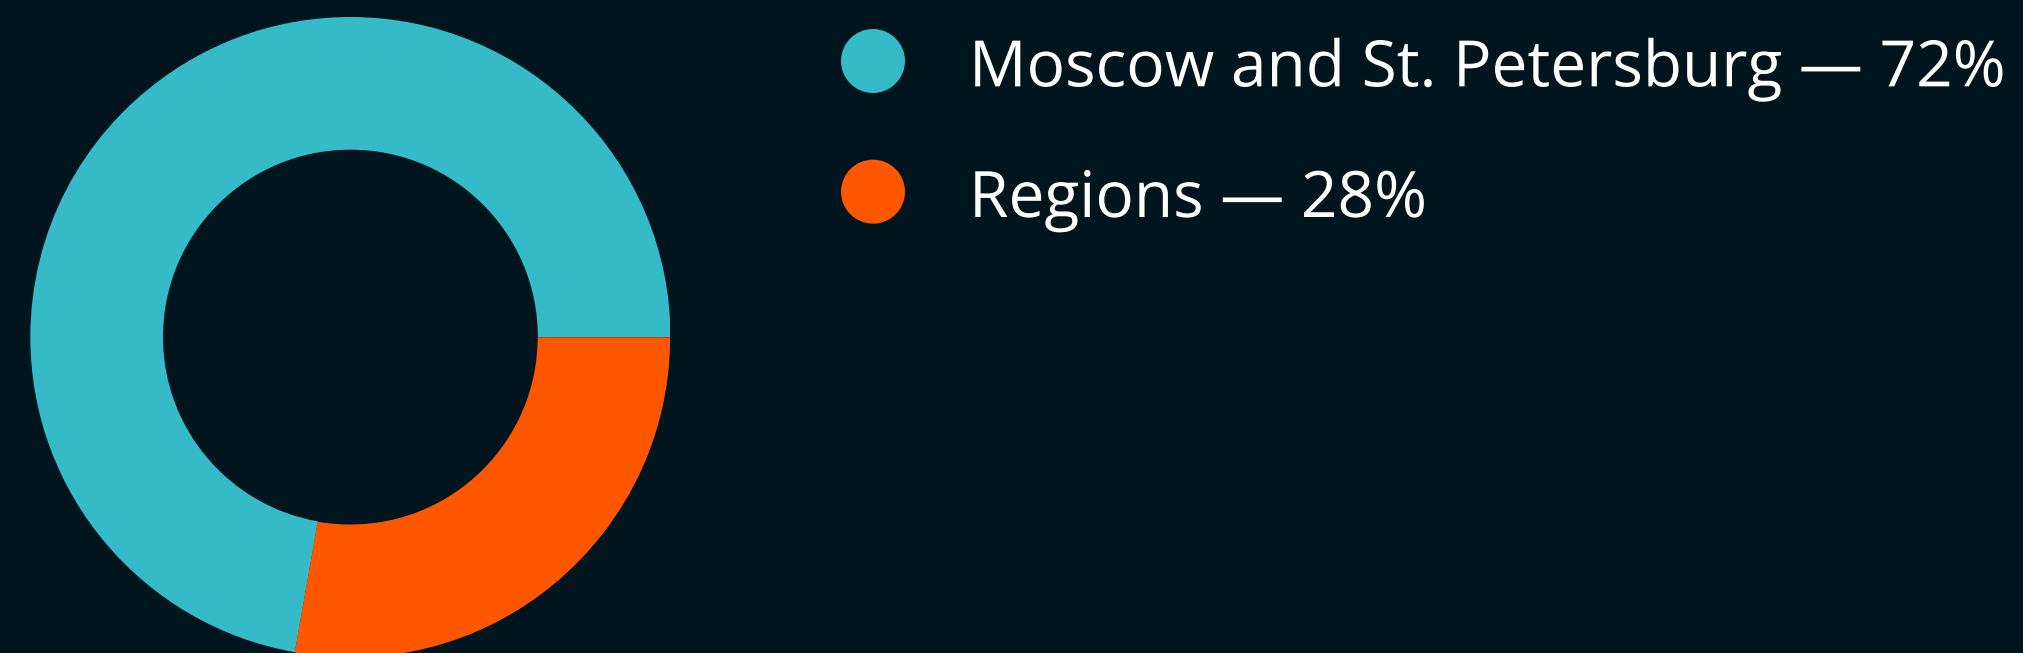 Moscow and St. Petersburg — 72%
Regions — 28%